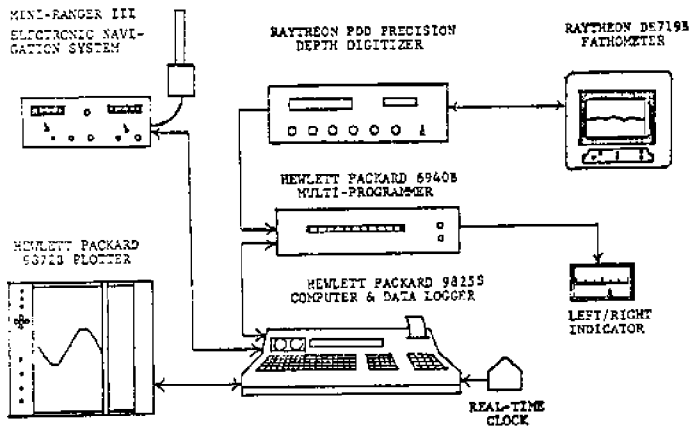 MINI-RANGER III
ELECTRONIC NAVI-
GATION SYSTEM
RAYTHEON PDD PRECISION
DEPTH DIGITIZER
RAYTHEON DE719B
FATHOMETER
HEWLETT PACKARD 6940B
MULTI-PROGRAMMER
HEWLETT PACKARD
9872B PLOTTER
HEWLETT PACKARD 9825S
COMPUTER & DATA LOGGER
LEFT/RIGHT
INDICATOR
REAL-TIME
CLOCK